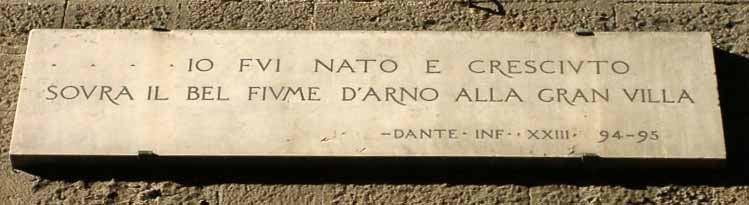 . . . . . IO FVI NATO E CRESCIVTO
SOVRA IL BEL FIVME D'ARNO ALLA GRAN VILLA
-DANTE · INF · · XXIII · 94-95